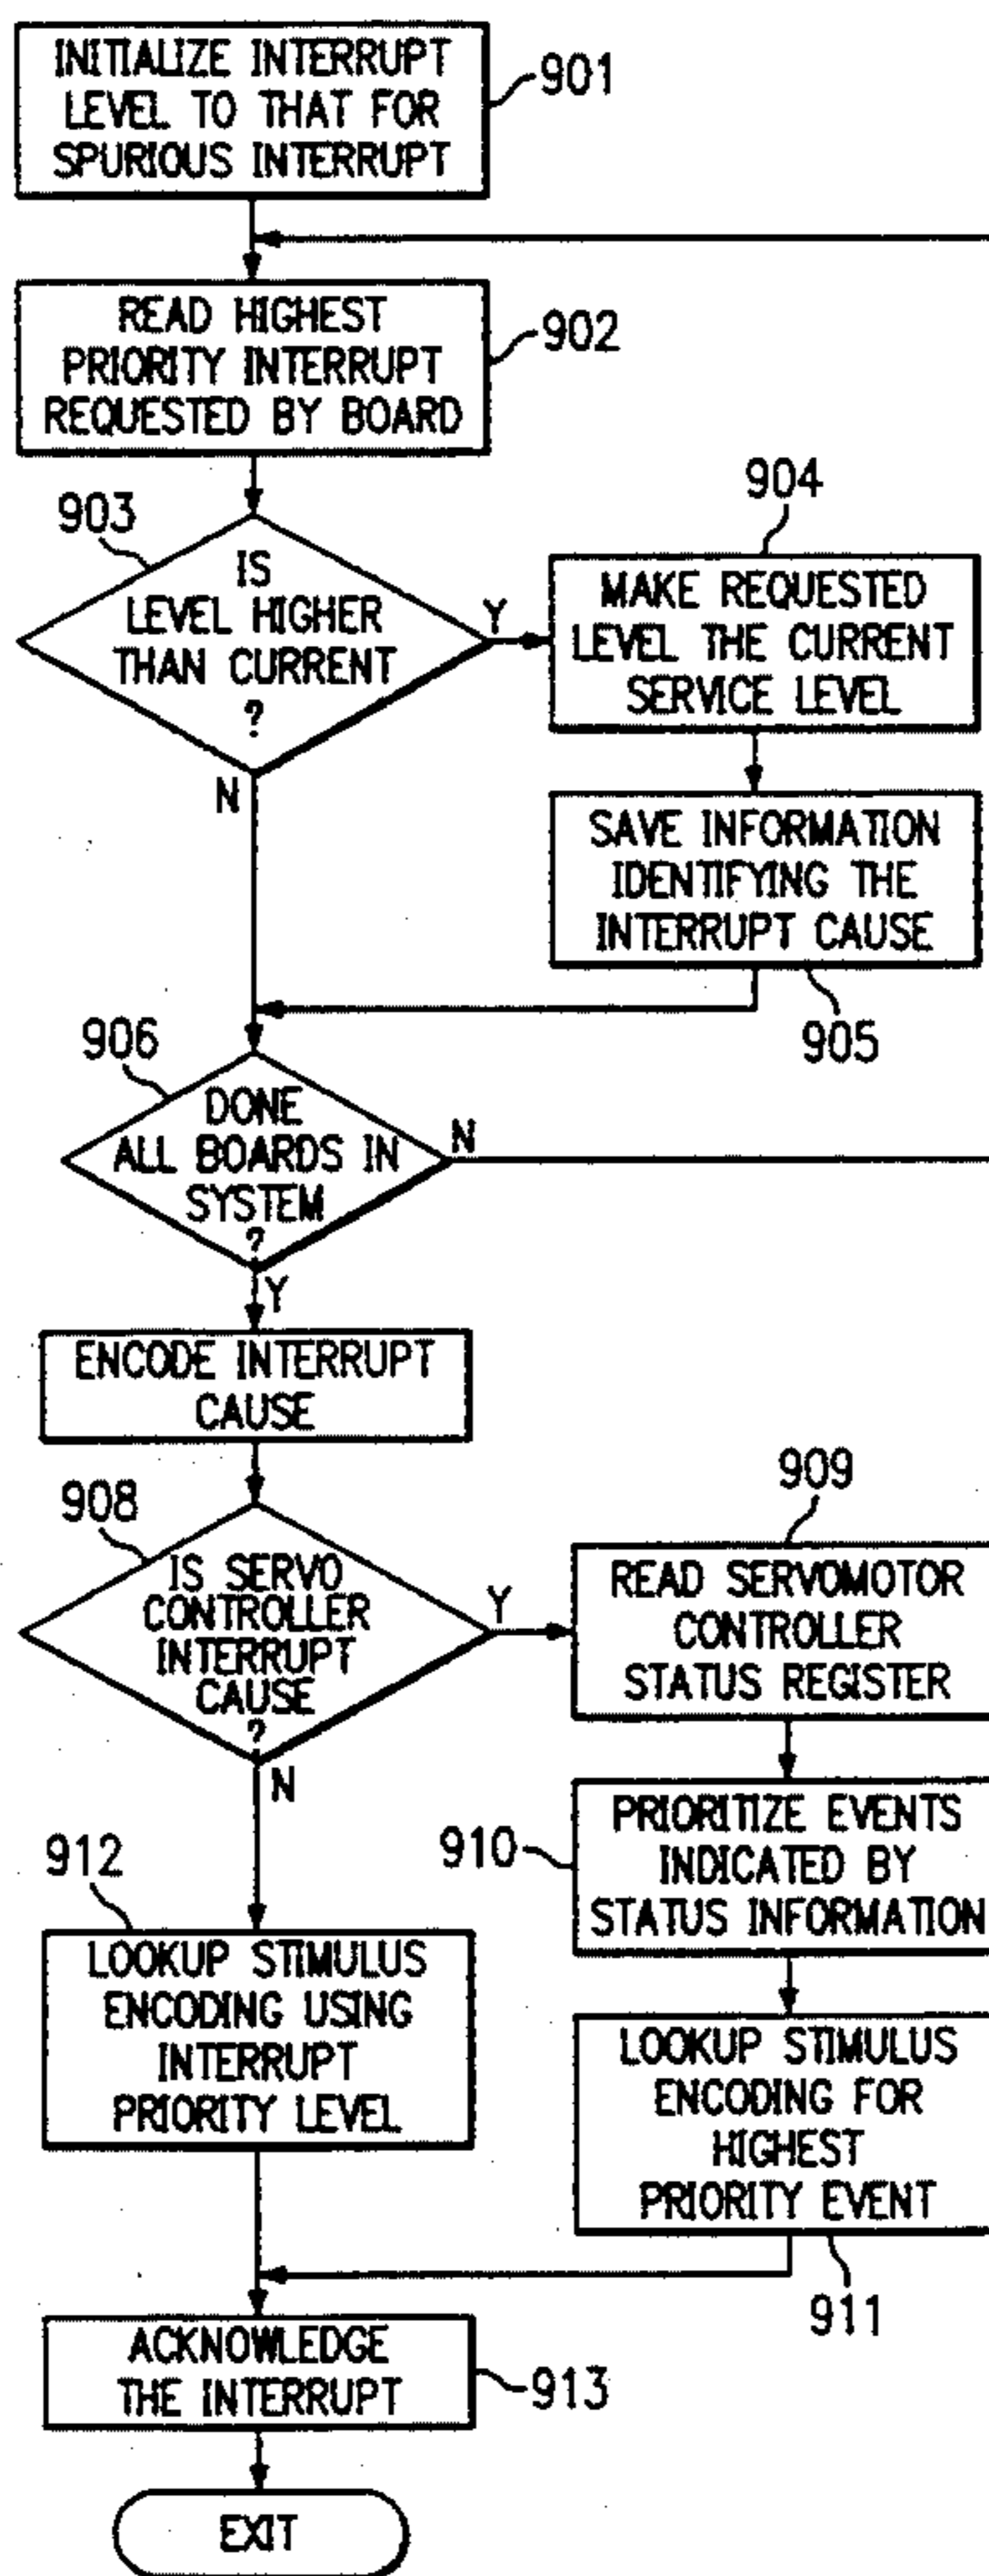 INITIALIZE INTERRUPT
LEVEL TO THAT FOR
SPURIOUS INTERRUPT
901
READ HIGHEST
PRIORITY INTERRUPT
REQUESTED BY BOARD
902
903
IS
LEVEL HIGHER
THAN CURRENT
?
Y
N
904
MAKE REQUESTED
LEVEL THE CURRENT
SERVICE LEVEL
SAVE INFORMATION
IDENTIFYING THE
INTERRUPT CAUSE
905
906
DONE
ALL BOARDS IN
SYSTEM
?
N
Y
ENCODE INTERRUPT
CAUSE
908
IS SERVO
CONTROLLER
INTERRUPT
CAUSE
?
Y
N
909
READ SERVOMOTOR
CONTROLLER
STATUS REGISTER
910
PRIORITIZE EVENTS
INDICATED BY
STATUS INFORMATION
912
LOOKUP STIMULUS
ENCODING USING
INTERRUPT
PRIORITY LEVEL
LOOKUP STIMULUS
ENCODING FOR
HIGHEST
PRIORITY EVENT
911
ACKNOWLEDGE
THE INTERRUPT
913
EXIT